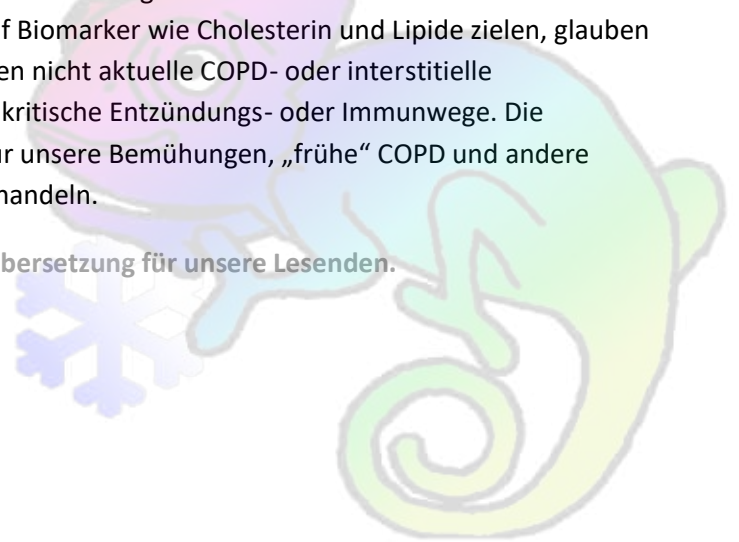 f Biomarker wie Cholesterin und Lipide zielen, glauben
en nicht aktuelle COPD- oder interstitielle
kritische Entzündungs- oder Immunwege. Die
ur unsere Bemühungen, „frühe“ COPD und andere
handeln.
bersetzung für unsere Lesenden.